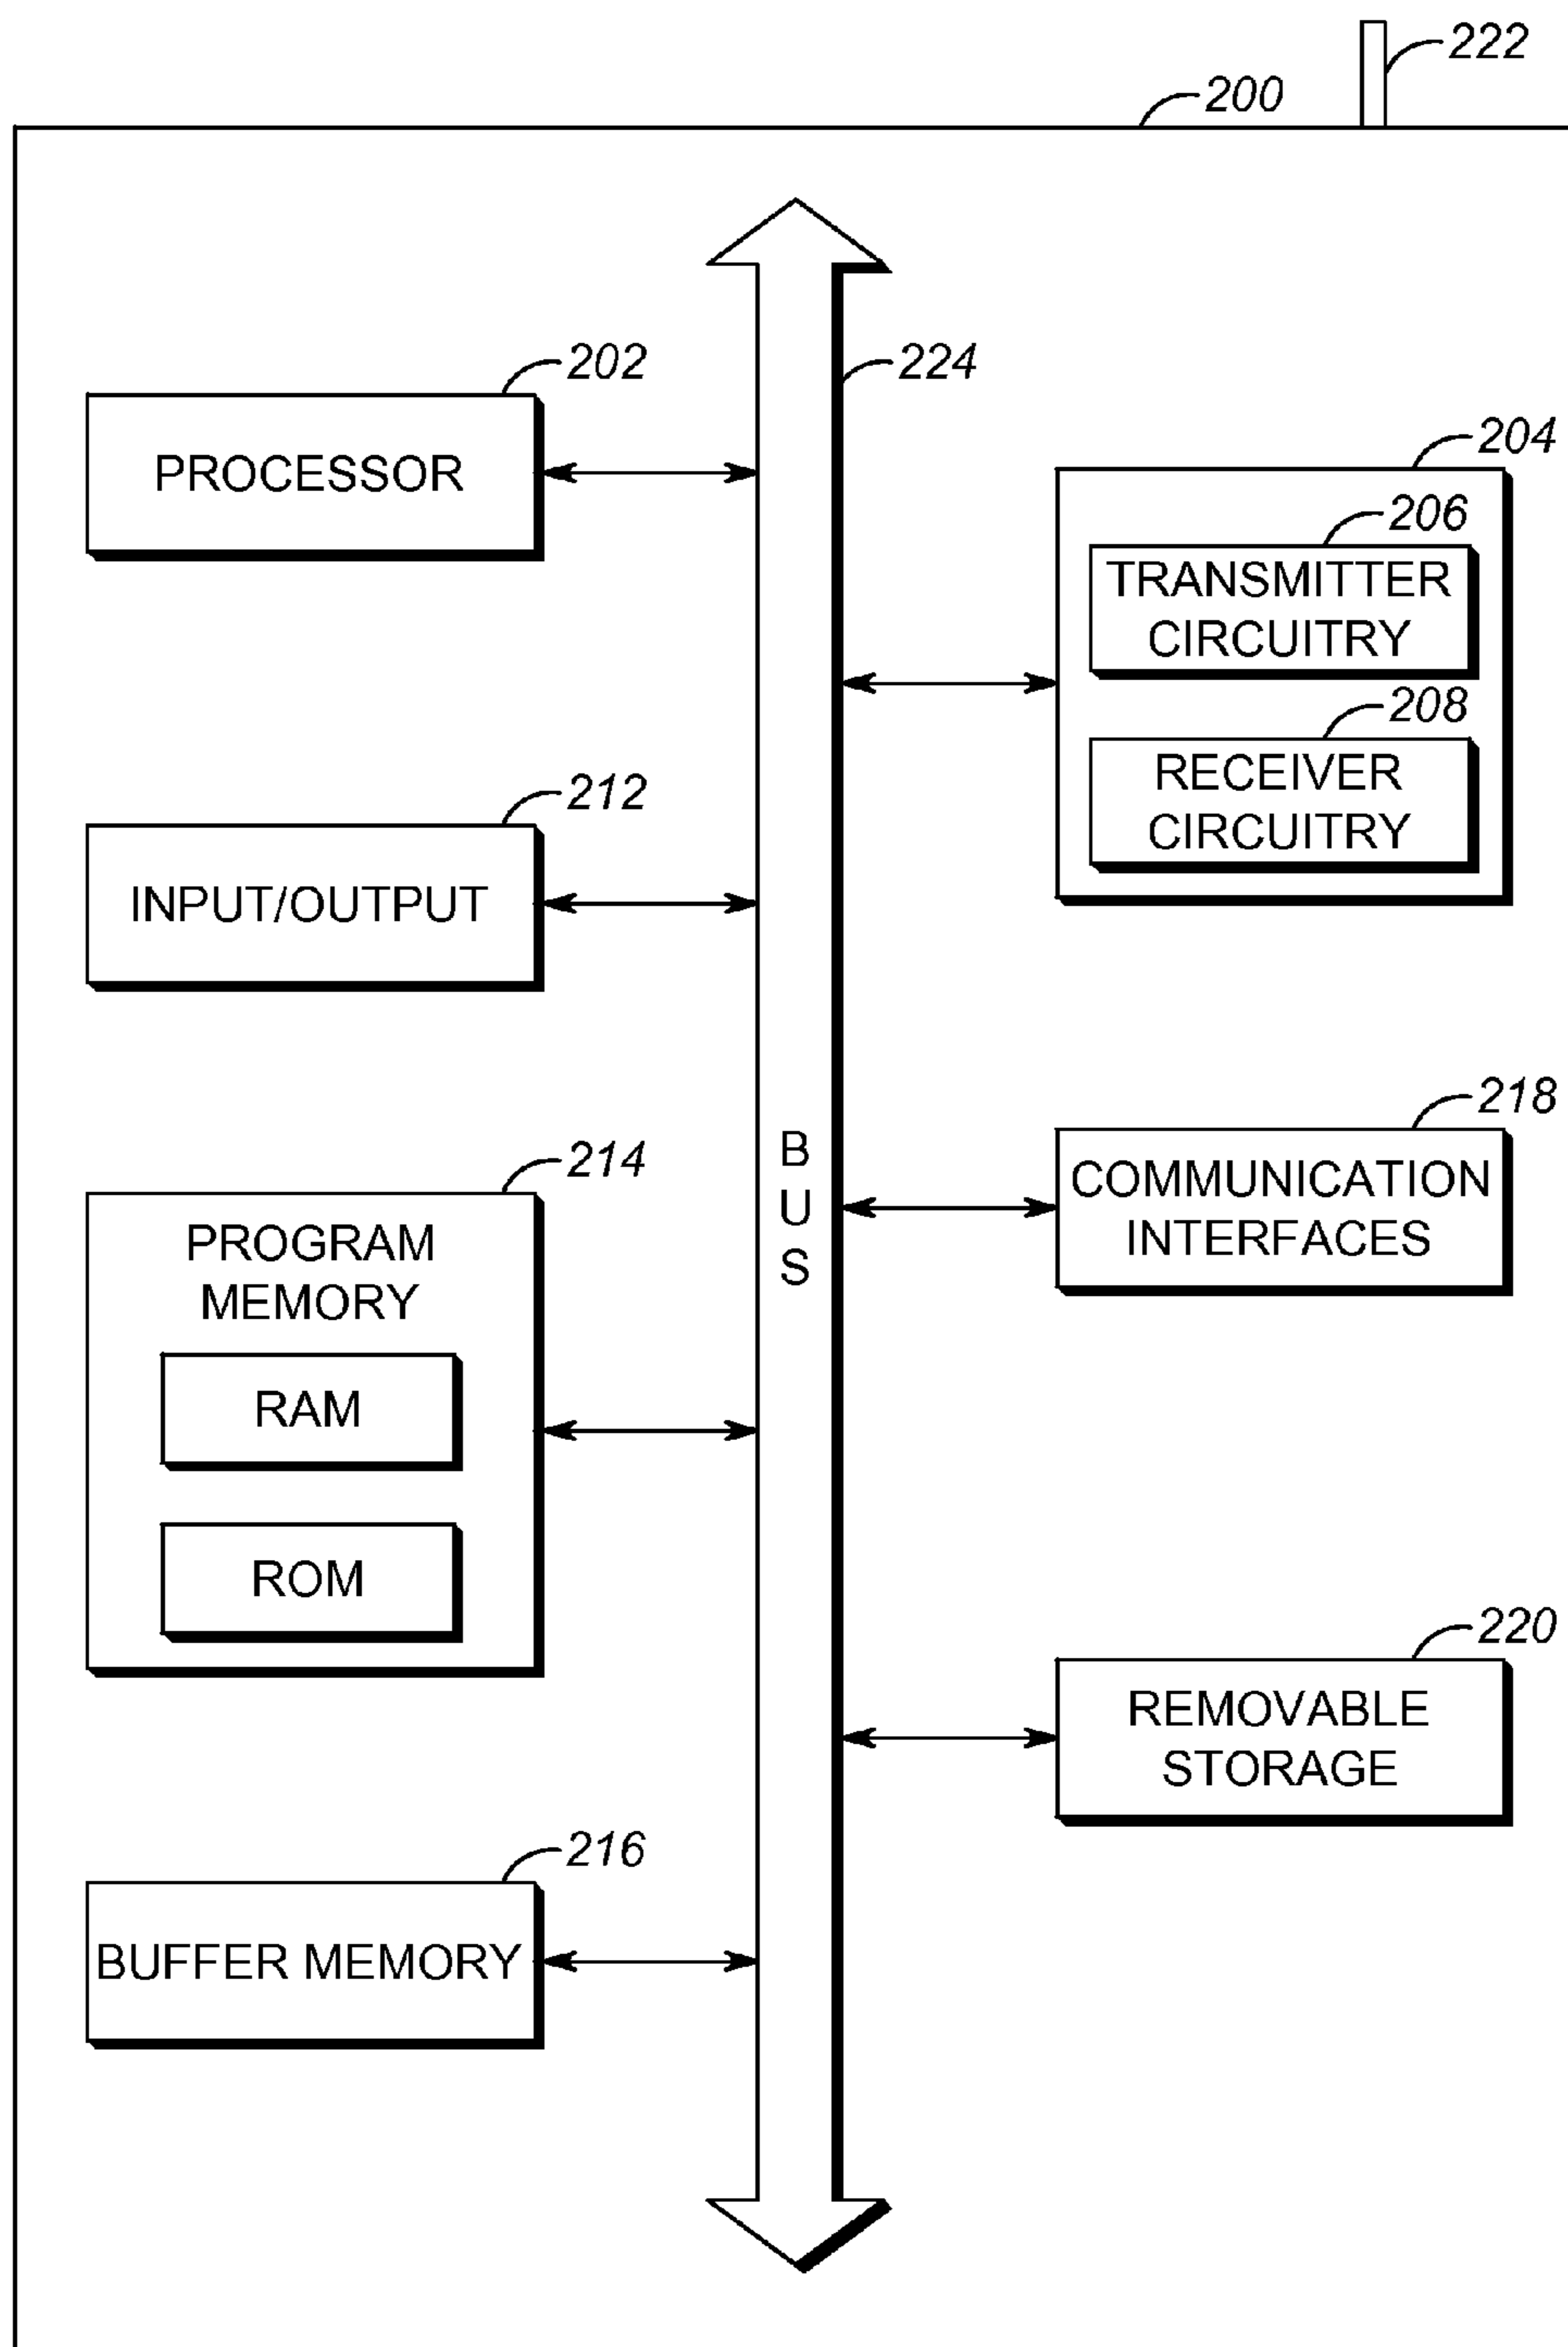 222
200
202
PROCESSOR
224
204
206
TRANSMITTER
CIRCUITRY
208
RECEIVER
CIRCUITRY
212
INPUT/OUTPUT
218
COMMUNICATION
INTERFACES
B
U
S
214
PROGRAM
MEMORY
RAM
ROM
220
REMOVABLE
STORAGE
216
BUFFER MEMORY